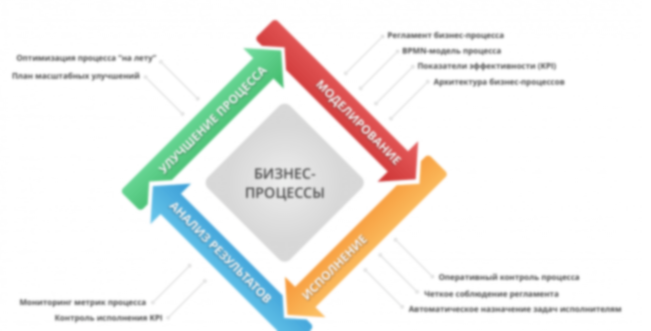 Регламент бизнес-процесса
BPMN-модель процесса
Показатели эффективности (KPI)
Архитектура бизнес-процессов
Оптимизация процесса "на лету"
План масштабных улучшений
УЛУЧШЕНИЕ ПРОЦЕССА
МОДЕЛИРОВАНИЕ
БИЗНЕС-
ПРОЦЕССЫ
АНАЛИЗ РЕЗУЛЬТАТОВ
ИСПОЛНЕНИЕ
Оперативный контроль процесса
Четкое соблюдение регламента
Автоматическое назначение задач исполнителям
Мониторинг метрик процесса
Контроль исполнения KPI